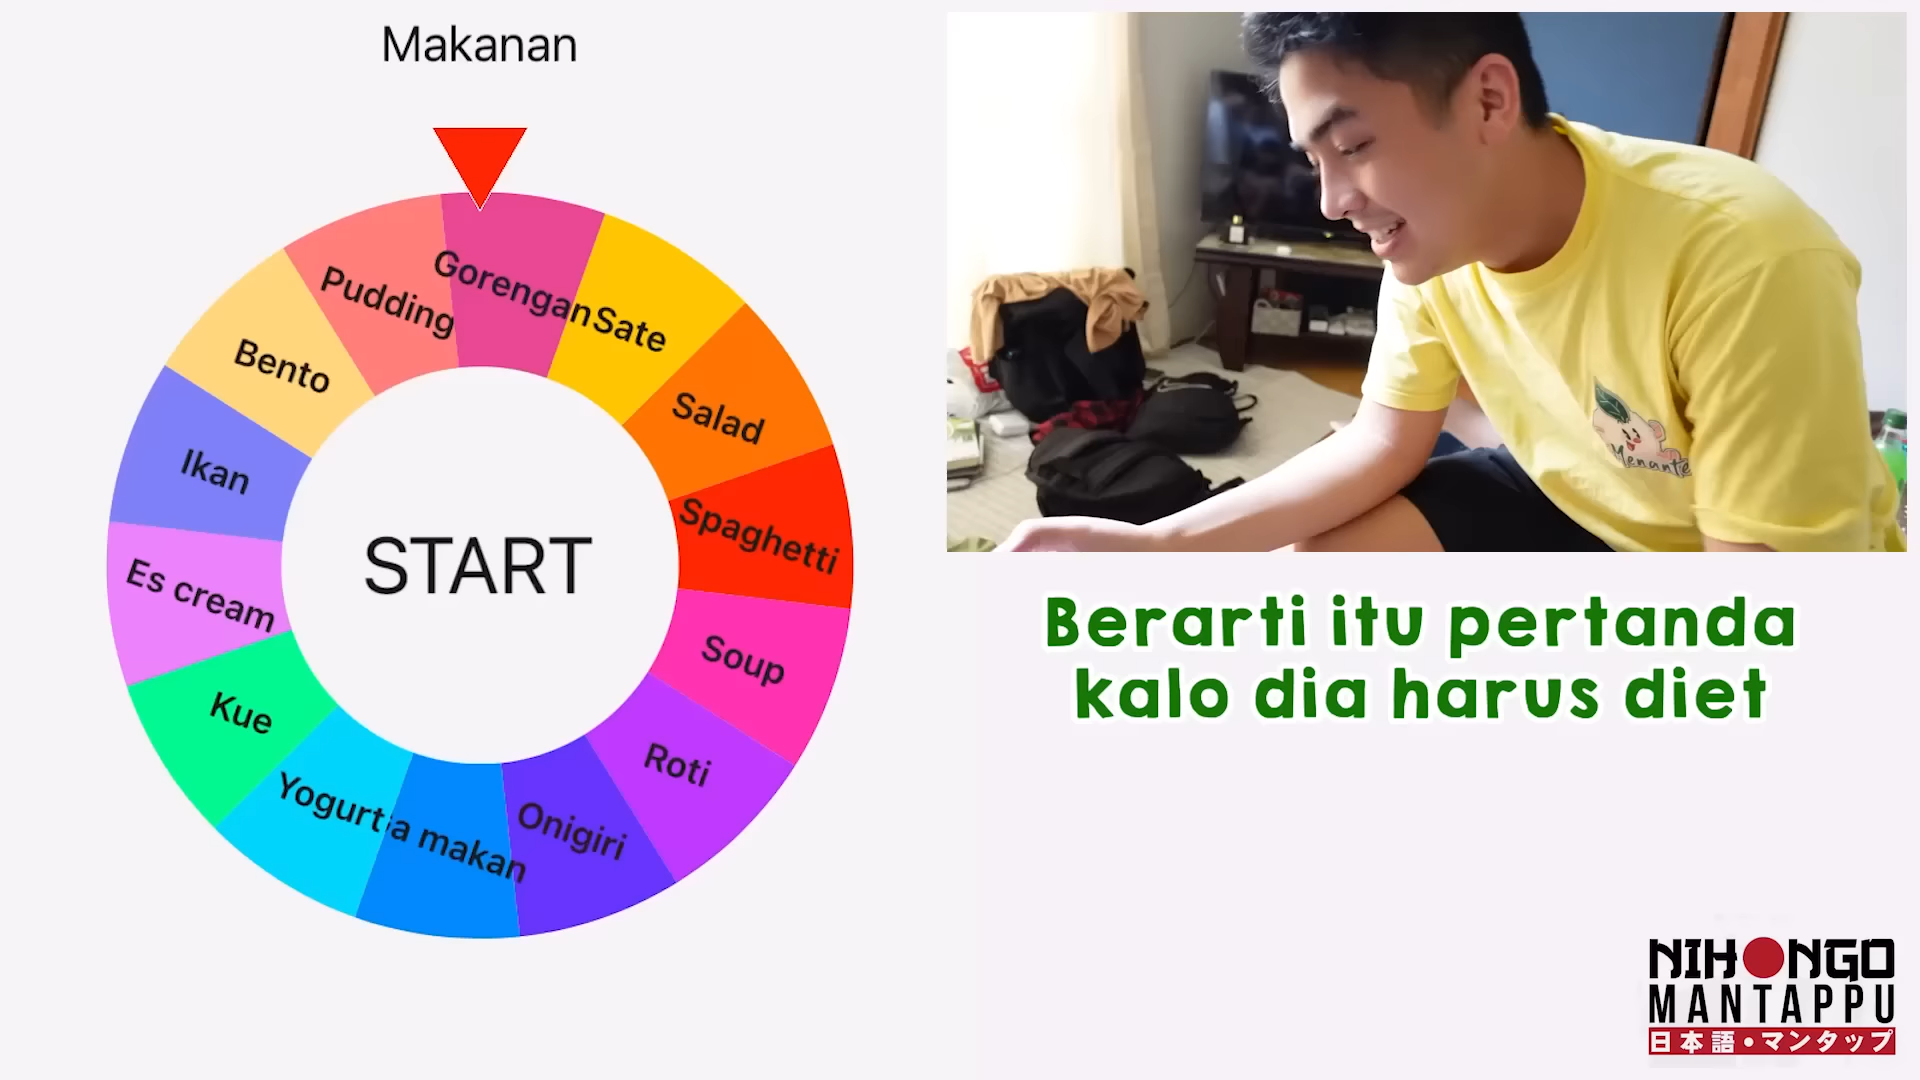 Makanan
Gorengan
Sate
Salad
Spaghetti
Soup
Roti
Onigiri
a makan
Yogurt
Kue
Es cream
Ikan
Bento
Pudding
START
Berarti itu pertanda
kalo dia harus diet
Menante
NIHONGO
MANTAPPU
日本語・マンタップ